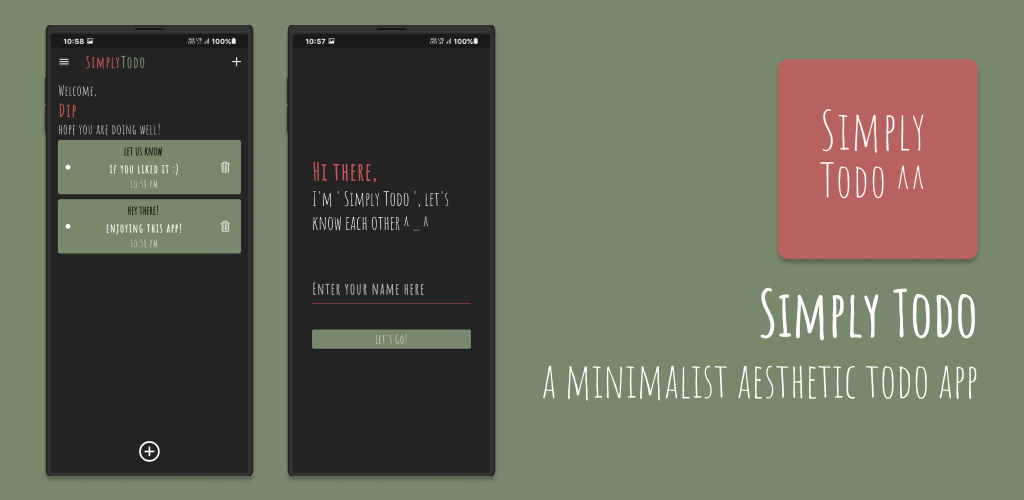 10:58
100%
SIMPLYTODO
WELCOME,
DIP
HOPE YOU ARE DOING WELL!
LET US KNOW
IF YOU LIKED IT :)
10:58 PM
HEY THERE!
ENJOYING THIS APP!
10:58 PM
10:57
100%
HI THERE,
I'M ' SIMPLY TODO ', LET'S
KNOW EACH OTHER ^ _ ^
ENTER YOUR NAME HERE
LET'S GO!
SIMPLY
TODO ^^
SIMPLY TODO
A MINIMALIST AESTHETIC TODO APP